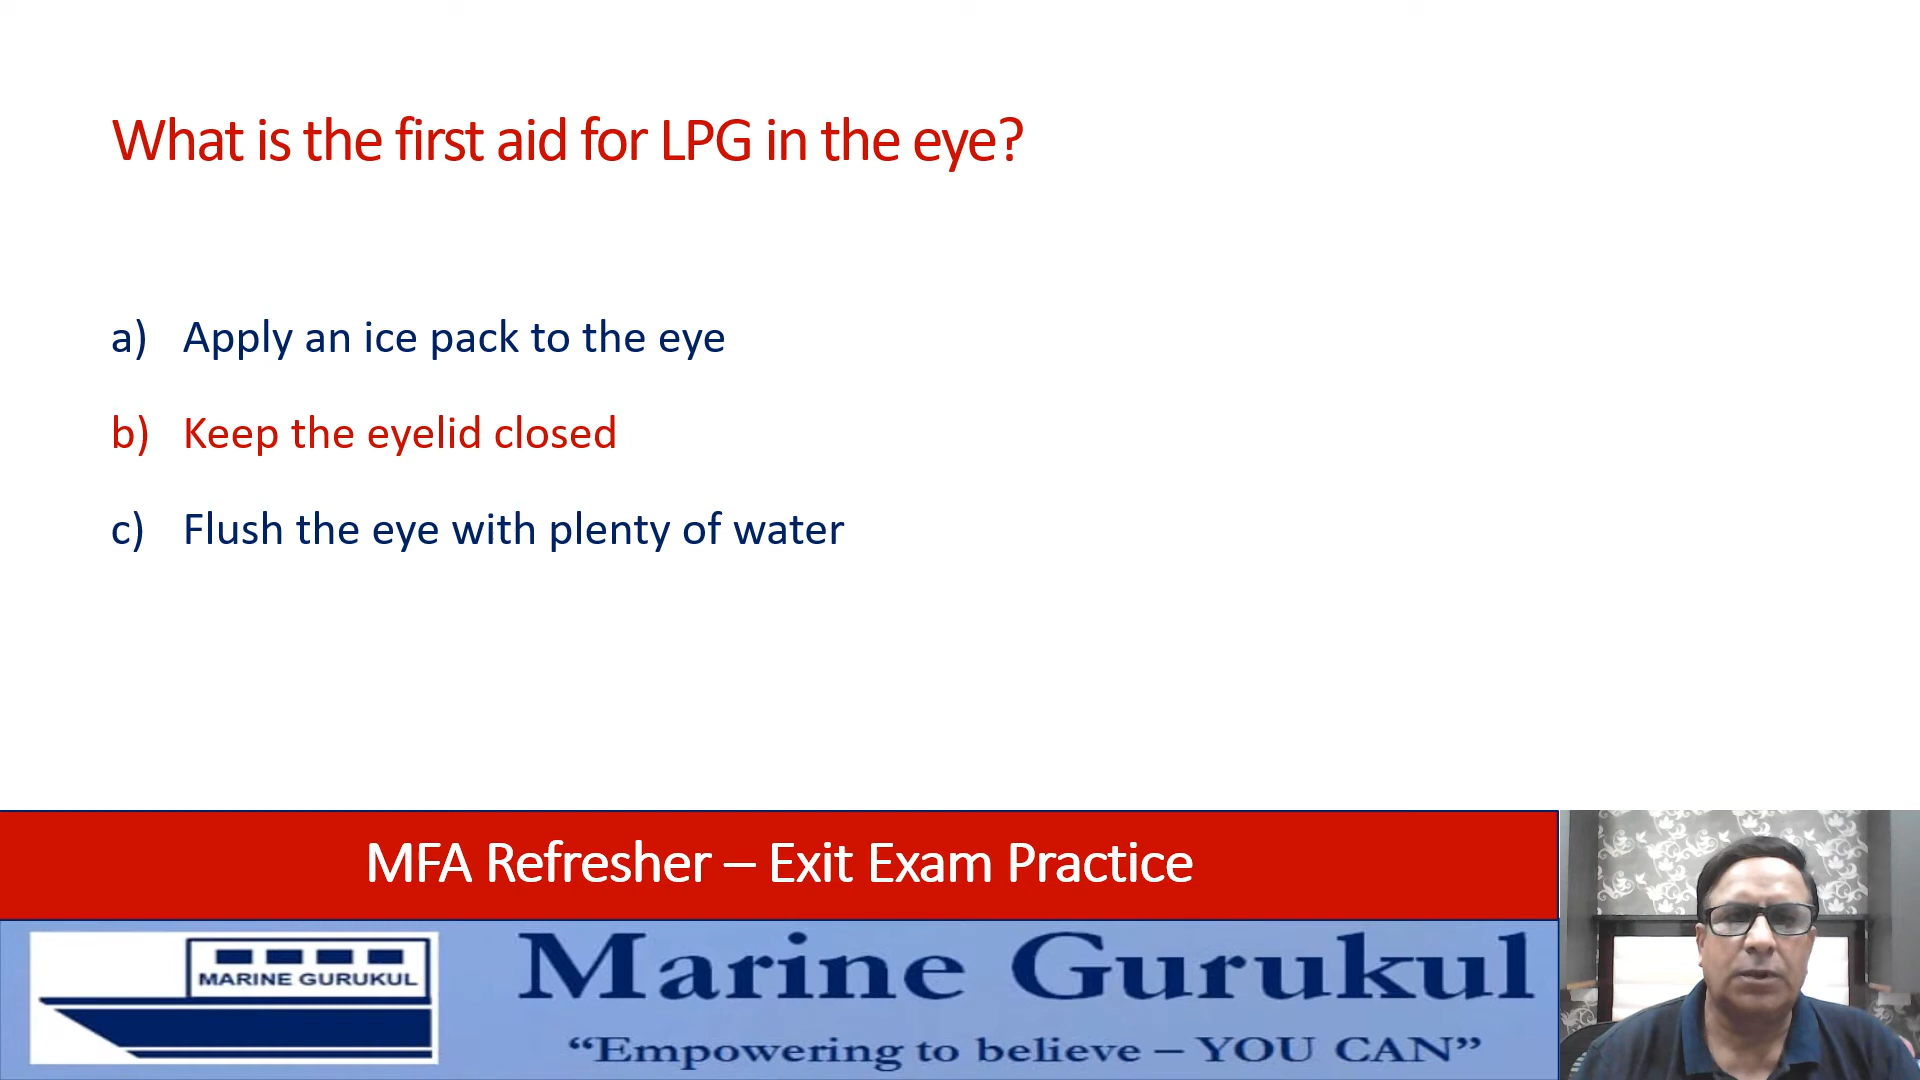 What is the first aid for LPG in the eye?
a) Apply an ice pack to the eye
b) Keep the eyelid closed
c) Flush the eye with plenty of water
MFA Refresher – Exit Exam Practice
MARINE GURUKUL
Marine Gurukul
“Empowering to believe – YOU CAN”